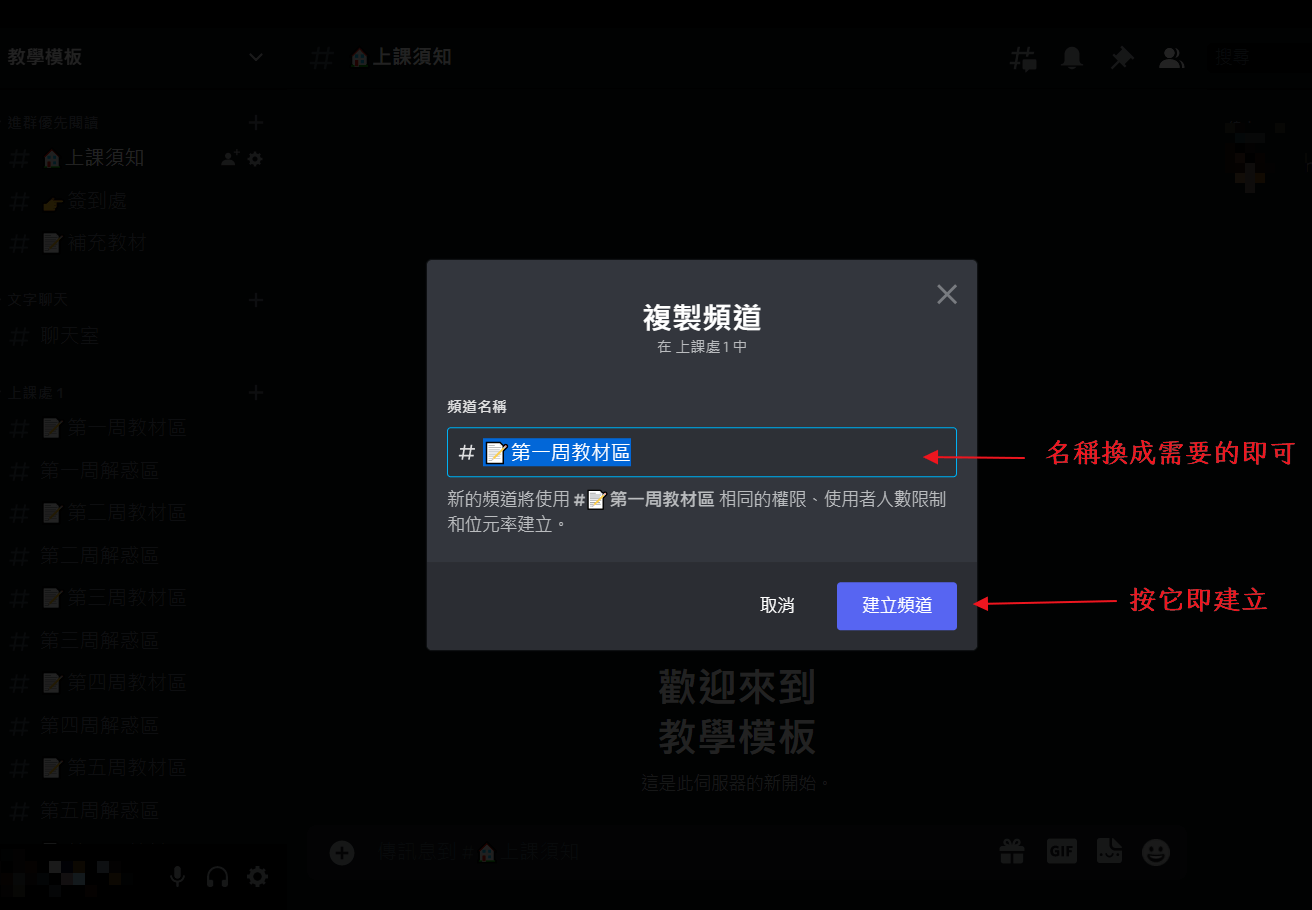 教學模板
# 上課須知
搜尋
進群優先閱讀
# 上課須知
# 簽到處
# 補充教材
文字聊天
# 聊天室
上課處 1
# 第一周教材區
# 第一周解惑區
# 第二周教材區
# 第二周解惑區
# 第三周教材區
# 第三周解惑區
# 第四周教材區
# 第四周解惑區
# 第五周教材區
# 第五周解惑區
複製頻道
在 上課處 1 中
頻道名稱
# 📝第一周教材區
新的頻道將使用 #📝第一周教材區 相同的權限、使用者人數限制
和位元率建立。
取消
建立頻道
名稱換成需要的即可
按它即建立
歡迎來到
教學模板
這是此伺服器的新開始。
傳訊息到 # 上課須知
GIF